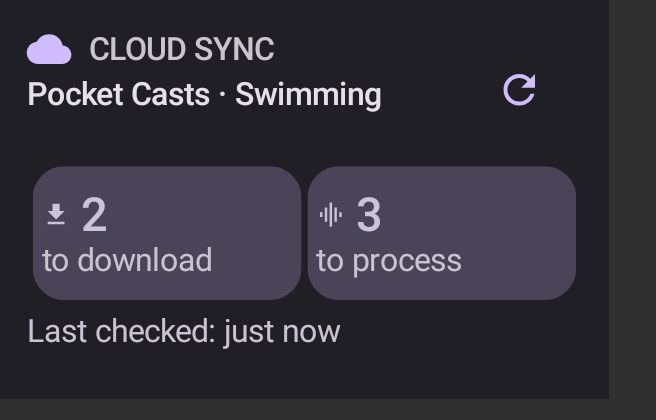 CLOUD SYNC
Pocket Casts · Swimming
2
to download
3
to process
Last checked: just now